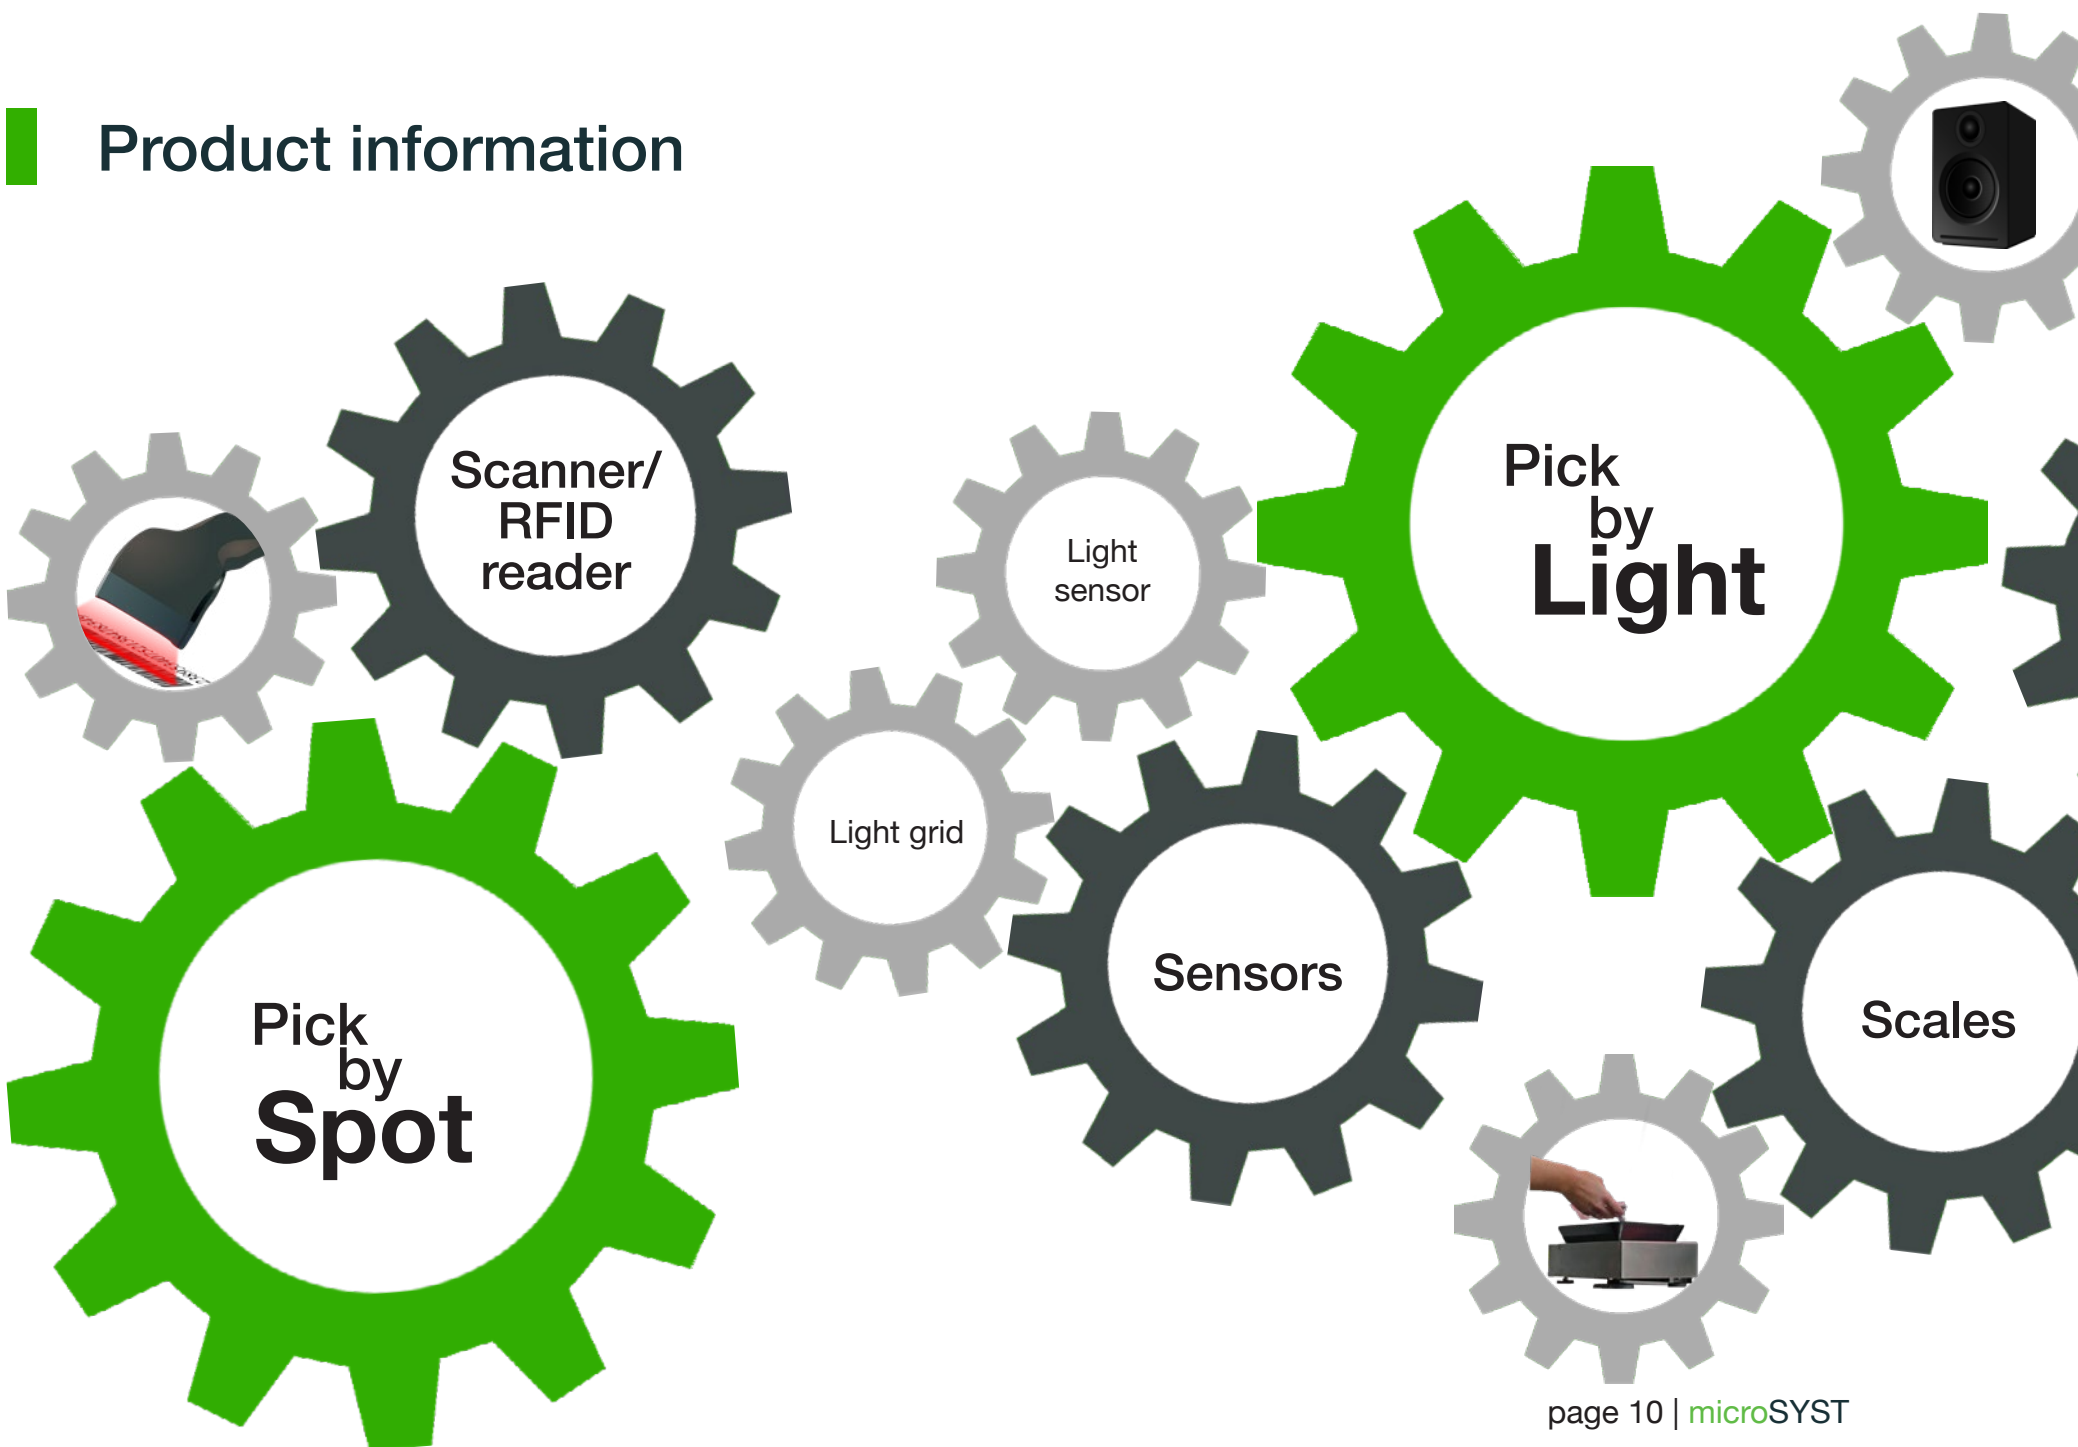 Product information
Scanner/
RFID
reader
Light
sensor
Pick
by
Light
Light grid
Sensors
Pick
by
Spot
Scales
page 10 | microSYST